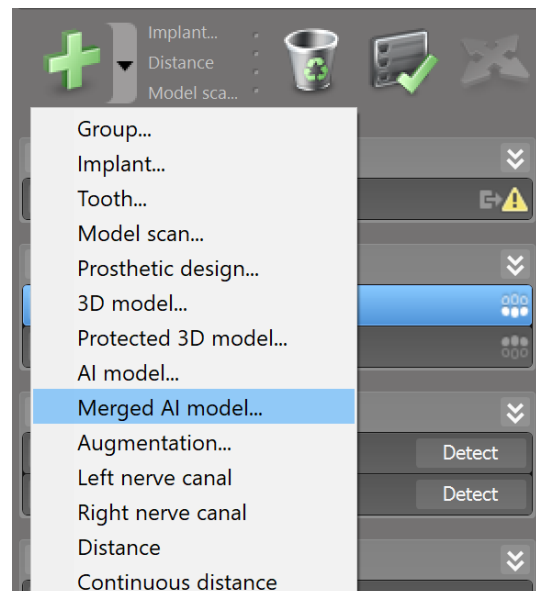 Implant...
Distance
Model sca...
Group...
Implant...
Tooth...
Model scan...
Prosthetic design...
3D model...
Protected 3D model...
AI model...
Merged AI model...
Augmentation...
Detect
Left nerve canal
Detect
Right nerve canal
Distance
Continuous distance